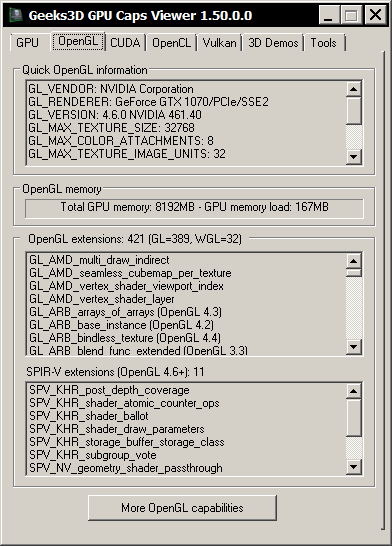 Geeks3D GPU Caps Viewer 1.50.0.0
GPU OpenGL CUDA OpenCL Vulkan 3D Demos Tools
Quick OpenGL information
GL_VENDOR: NVIDIA Corporation
GL_RENDERER: GeForce GTX 1070/PCIe/SSE2
GL_VERSION: 4.6.0 NVIDIA 461.40
GL_MAX_TEXTURE_SIZE: 32768
GL_MAX_COLOR_ATTACHMENTS: 8
GL_MAX_TEXTURE_IMAGE_UNITS: 32
OpenGL memory
Total GPU memory: 8192MB - GPU memory load: 167MB
OpenGL extensions: 421 (GL=389, WGL=32)
GL_AMD_multi_draw_indirect
GL_AMD_seamless_cubemap_per_texture
GL_AMD_vertex_shader_viewport_index
GL_AMD_vertex_shader_layer
GL_ARB_arrays_of_arrays (OpenGL 4.3)
GL_ARB_base_instance (OpenGL 4.2)
GL_ARB_bindless_texture (OpenGL 4.4)
GL_ARB_blend_func_extended (OpenGL 3.3)
SPIR-V extensions (OpenGL 4.6+): 11
SPV_KHR_post_depth_coverage
SPV_KHR_shader_atomic_counter_ops
SPV_KHR_shader_ballot
SPV_KHR_shader_draw_parameters
SPV_KHR_storage_buffer_storage_class
SPV_KHR_subgroup_vote
SPV_NV_geometry_shader_passthrough
More OpenGL capabilities